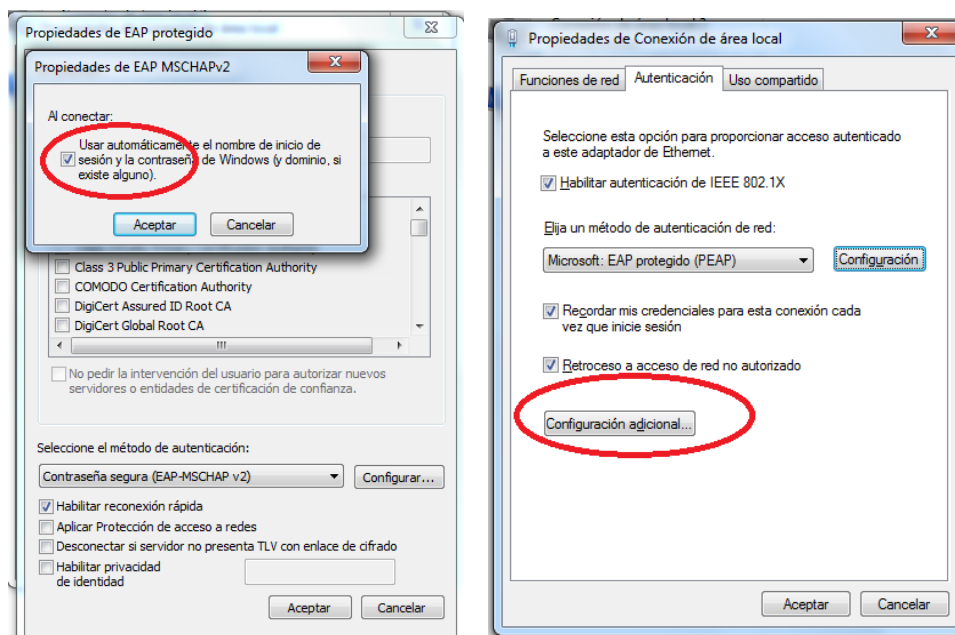 Propiedades de EAP protegido
Propiedades de EAP MSCHAPv2
Al conectar:
Usar automáticamente el nombre de inicio de
sesión y la contraseña de Windows (y dominio, si
existe alguno).
Aceptar
Cancelar
Class 3 Public Primary Certification Authority
COMODO Certification Authority
DigiCert Assured ID Root CA
DigiCert Global Root CA
No pedir la intervención del usuario para autorizar nuevos
servidores o entidades de certificación de confianza.
Seleccione el método de autenticación:
Contraseña segura (EAP-MSCHAP v2)
Configurar...
Habilitar reconexión rápida
Aplicar Protección de acceso a redes
Desconectar si servidor no presenta TLV con enlace de cifrado
Habilitar privacidad
de identidad
Aceptar
Cancelar
Propiedades de Conexión de área local
Funciones de red
Autenticación
Uso compartido
Seleccione esta opción para proporcionar acceso autenticado
a este adaptador de Ethernet.
Habilitar autenticación de IEEE 802.1X
Elija un método de autenticación de red:
Microsoft: EAP protegido (PEAP)
Configuración
Recordar mis credenciales para esta conexión cada
vez que inicie sesión
Retroceso a acceso de red no autorizado
Configuración adicional...
Aceptar
Cancelar